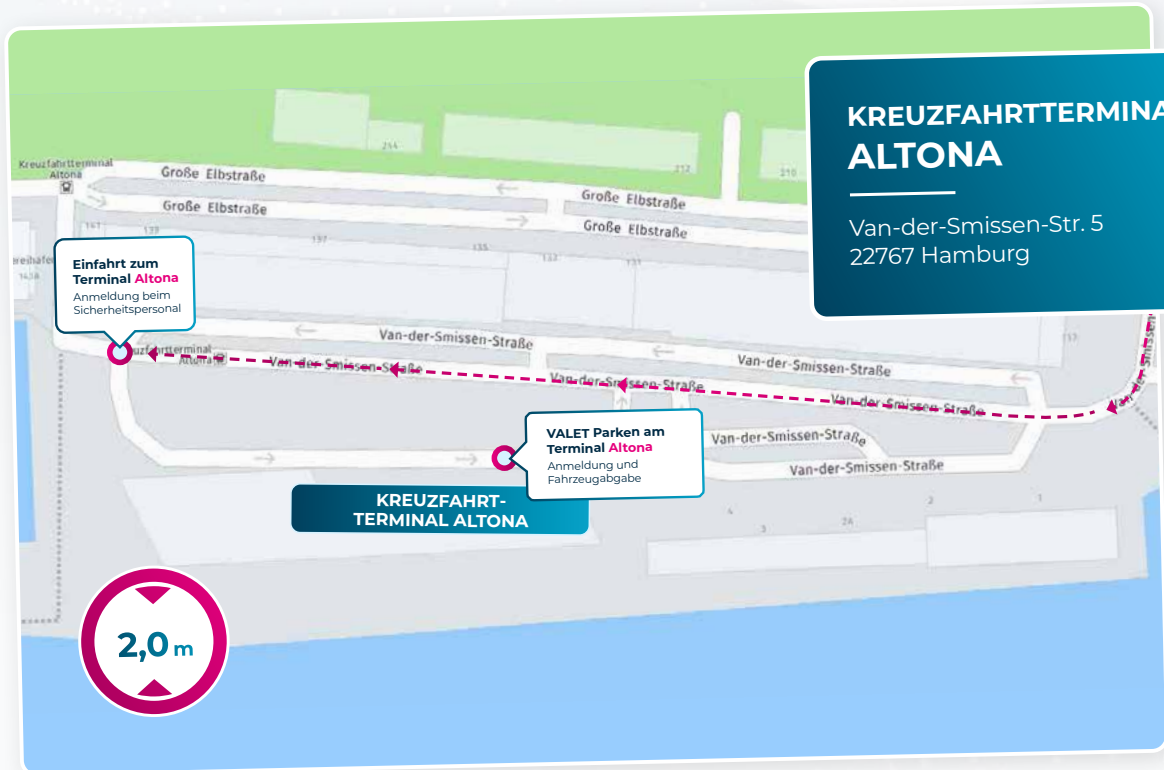 KREUZFAHRTTERMINA
ALTONA
Van-der-Smissen-Str. 5
22767 Hamburg
244
212
210
Kreuzfahrtterminal
Altona
Große Elbstraße
Große Elbstraße
Große Elbstraße
Große Elbstraße
141
139
137
135
133
131
117
Einfahrt zum
Terminal Altona
Anmeldung beim
Sicherheitspersonal
Van-der-Smissen-Straße
Van-der-Smissen-Straße
Van-der-Smissen-Straße
Van-der-Smissen-Straße
Van-der-Smissen-Straße
VALET Parken am
Terminal Altona
Anmeldung und
Fahrzeugabgabe
Van-der-Smissen-Straße
Van-der-Smissen-Straße
KREUZFAHRT-
TERMINAL ALTONA
4
3
2A
2
1
2,0 m